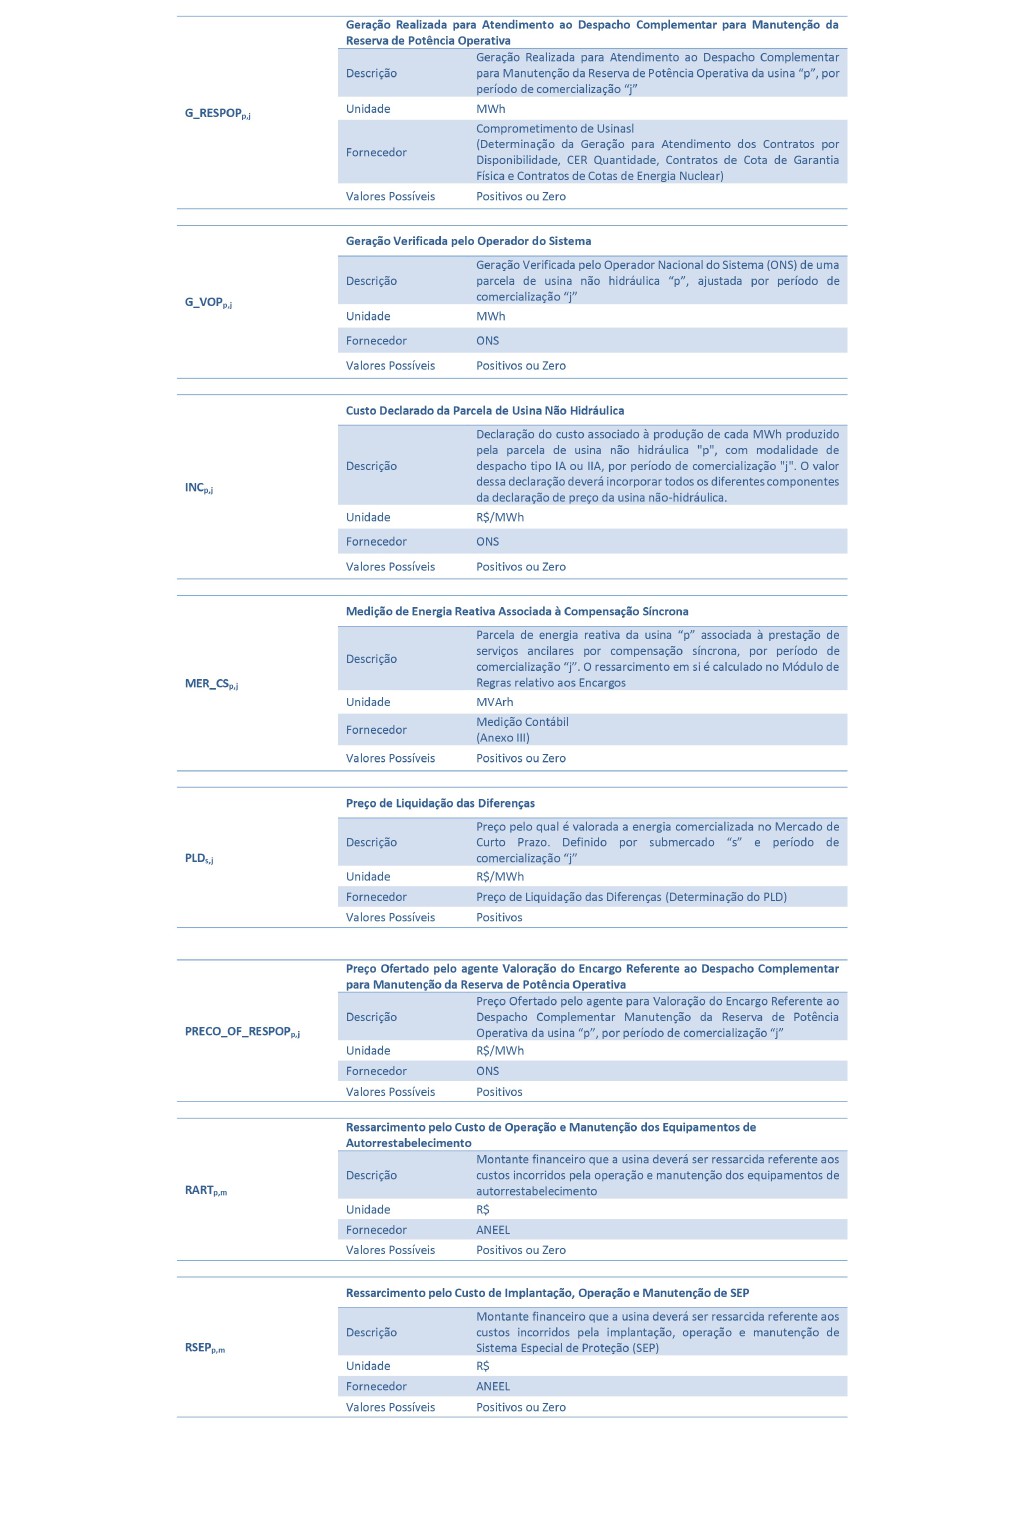 Geração Realizada para Atendimento ao Despacho Complementar para Manutenção da
Reserva de Potência Operativa
G_RESPOPp,j
Descrição
Geração Realizada para Atendimento ao Despacho Complementar
para Manutenção da Reserva de Potência Operativa da usina “p”, por
período de comercialização “j”
Unidade MWh
Fornecedor
Comprometimento de Usinasl
(Determinação da Geração para Atendimento dos Contratos por
Disponibilidade, CER Quantidade, Contratos de Cota de Garantia
Física e Contratos de Cotas de Energia Nuclear)
Valores Possíveis Positivos ou Zero
Geração Verificada pelo Operador do Sistema
G_VOPp,j
Descrição
Geração Verificada pelo Operador Nacional do Sistema (ONS) de uma
parcela de usina não hidráulica “p”, ajustada por período de
comercialização “j”
Unidade MWh
Fornecedor ONS
Valores Possíveis Positivos ou Zero
Custo Declarado da Parcela de Usina Não Hidráulica
INCp,j
Descrição
Declaração do custo associado à produção de cada MWh produzido
pela parcela de usina não hidráulica "p", com modalidade de
despacho tipo IA ou IIA, por período de comercialização "j". O valor
dessa declaração deverá incorporar todos os diferentes componentes
da declaração de preço da usina não-hidráulica.
Unidade R$/MWh
Fornecedor ONS
Valores Possíveis Positivos ou Zero
Medição de Energia Reativa Associada à Compensação Síncrona
MER_CSp,j
Descrição
Parcela de energia reativa da usina “p” associada à prestação de
serviços ancilares por compensação síncrona, por período de
comercialização “j”. O ressarcimento em si é calculado no Módulo de
Regras relativo aos Encargos
Unidade MVArh
Fornecedor
Medição Contábil
(Anexo III)
Valores Possíveis Positivos ou Zero
Preço de Liquidação das Diferenças
PLDs,j
Descrição
Preço pelo qual é valorada a energia comercializada no Mercado de
Curto Prazo. Definido por submercado “s” e período de
comercialização “j”
Unidade R$/MWh
Fornecedor Preço de Liquidação das Diferenças (Determinação do PLD)
Valores Possíveis Positivos
Preço Ofertado pelo agente Valoração do Encargo Referente ao Despacho Complementar
para Manutenção da Reserva de Potência Operativa
PRECO_OF_RESPOPp,j
Descrição
Preço Ofertado pelo agente para Valoração do Encargo Referente ao
Despacho Complementar Manutenção da Reserva de Potência
Operativa da usina “p”, por período de comercialização “j”
Unidade R$/MWh
Fornecedor ONS
Valores Possíveis Positivos
Ressarcimento pelo Custo de Operação e Manutenção dos Equipamentos de
Autorrestabelecimento
RARTp,m
Descrição
Montante financeiro que a usina deverá ser ressarcida referente aos
custos incorridos pela operação e manutenção dos equipamentos de
autorrestabelecimento
Unidade R$
Fornecedor ANEEL
Valores Possíveis Positivos ou Zero
Ressarcimento pelo Custo de Implantação, Operação e Manutenção de SEP
RSEPp,m
Descrição
Montante financeiro que a usina deverá ser ressarcida referente aos
custos incorridos pela implantação, operação e manutenção de
Sistema Especial de Proteção (SEP)
Unidade R$
Fornecedor ANEEL
Valores Possíveis Positivos ou Zero